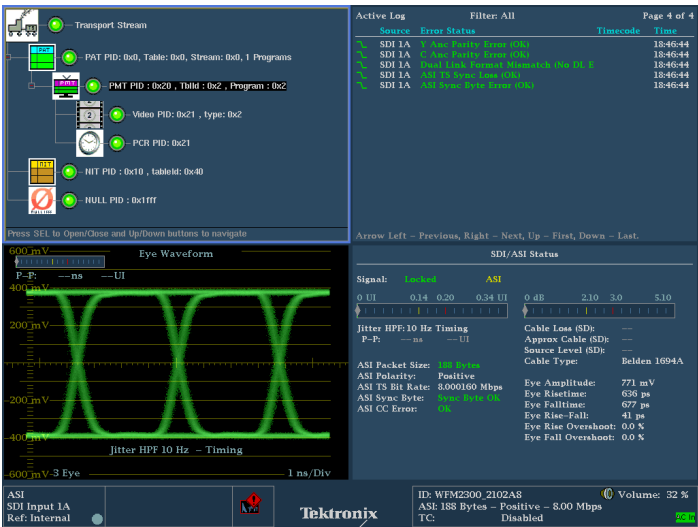 Transport Stream
PAT
PAT PID: 0x0, Table: 0x0, Stream: 0x0, 1 Programs
PMT
PMT PID : 0x20 , TblId : 0x2 , Program : 0x2
2
Video PID: 0x21 , type: 0x2
PCR PID: 0x21
NIT
NIT PID : 0x10 , tableId: 0x40
NULL PID : 0x1fff
Press SEL to Open/Close and Up/Down buttons to navigate
Active Log Filter: All Page 4 of 4
Source Error Status Timecode Time
SDI 1A Y Anc Parity Error (OK) 18:46:44
SDI 1A C Anc Parity Error (OK) 18:46:44
SDI 1A Dual Link Format Mismatch (No DL E 18:46:44
SDI 1A ASI TS Sync Loss (OK) 18:46:44
SDI 1A ASI Sync Byte Error (OK) 18:46:44
Arrow Left – Previous, Right – Next, Up – First, Down – Last.
600 mV
Eye Waveform
P–P: ––ns ––UI
400 mV
200 mV
–200 mV
–400 mV
Jitter HPF 10 Hz – Timing
–600 mV–3 Eye 1 ns/Div
SDI/ASI Status
Signal: Locked ASI
0 UI 0.14 0.20 0.34 UI 0 dB 2.10 3.0 5.10
Jitter HPF: 10 Hz Timing
P–P: –– ns ––UI
ASI Packet Size: 188 Bytes
ASI Polarity: Positive
ASI TS Bit Rate: 8.000160 Mbps
ASI Sync Byte: Sync Byte OK
ASI CC Error: OK
Cable Loss (SD): ––
Approx Cable (SD): ––
Source Level (SD): ––
Cable Type: Belden 1694A
Eye Amplitude: 771 mV
Eye Risetime: 636 ps
Eye Falltime: 677 ps
Eye Rise–Fall: 41 ps
Eye Rise Overshoot: 0.0 %
Eye Fall Overshoot: 0.0 %
ASI
SDI Input 1A
Ref: Internal
Tektronix
ID: WFM2300_2102A8 Volume: 32 %
ASI: 188 Bytes – Positive – 8.00 Mbps
TC: Disabled